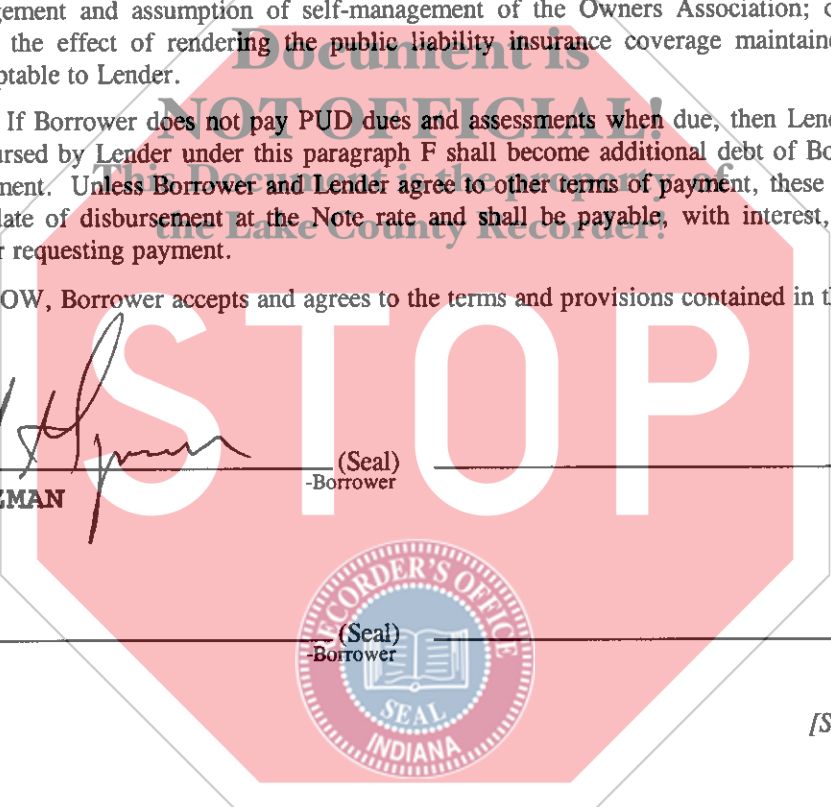 gement and assumption of self-management of the Owners Association;
the effect of rendering the public liability insurance coverage maintaine
ptable to Lender.
Document is
NOT OFFICIAL!
This Document is the property of
the Lake County Recorder!
If Borrower does not pay PUD dues and assessments when due, then Lend
ursed by Lender under this paragraph F shall become additional debt of Bo
ment. Unless Borrower and Lender agree to other terms of payment, these
late of disbursement at the Note rate and shall be payable, with interest,
r requesting payment.
OW, Borrower accepts and agrees to the terms and provisions contained in th
STOP
(Seal)
-Borrower
ZMAN
(Seal)
-Borrower
RECORDER'S OFFICE
SEAL
INDIANA
[S